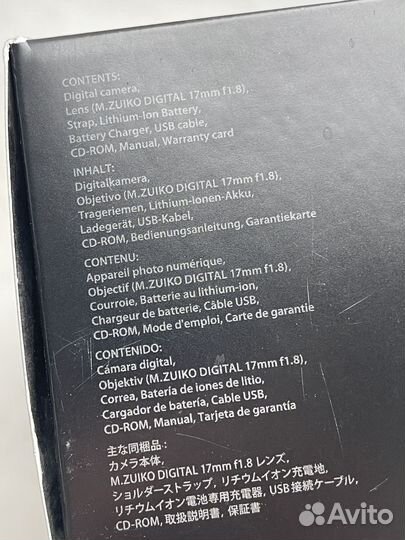 CONTENTS:
Digital camera,
Lens (M.ZUIKO DIGITAL 17mm f1.8),
Strap, Lithium-Ion Battery,
Battery Charger, USB cable,
CD-ROM, Manual, Warranty card
INHALT:
Digitalkamera,
Objetivo (M.ZUIKO DIGITAL 17mm f1.8),
Trageriemen, Lithium-Ionen-Akku,
Ladegerät, USB-Kabel,
CD-ROM, Bedienungsanleitung, Garantiekarte
CONTENU:
Appareil photo numérique,
Objectif (M.ZUIKO DIGITAL 17mm f1.8),
Courroie, Batterie au lithium-ion,
Chargeur de batterie, Câble USB,
CD-ROM, Mode d'emploi, Carte de garantie
CONTENIDO:
Cámara digital,
Objektiv (M.ZUIKO DIGITAL 17mm f1.8),
Correa, Batería de iones de litio,
Cargador de batería, Cable USB,
CD-ROM, Manual, Tarjeta de garantía
主な同梱品:
カメラ本体,
M.ZUIKO DIGITAL 17mm f1.8 レンズ,
ショルダーストラップ, リチウムイオン充電池,
リチウムイオン電池専用充電器, USB接続ケーブル,
CD-ROM, 取扱説明書, 保証書
Avito